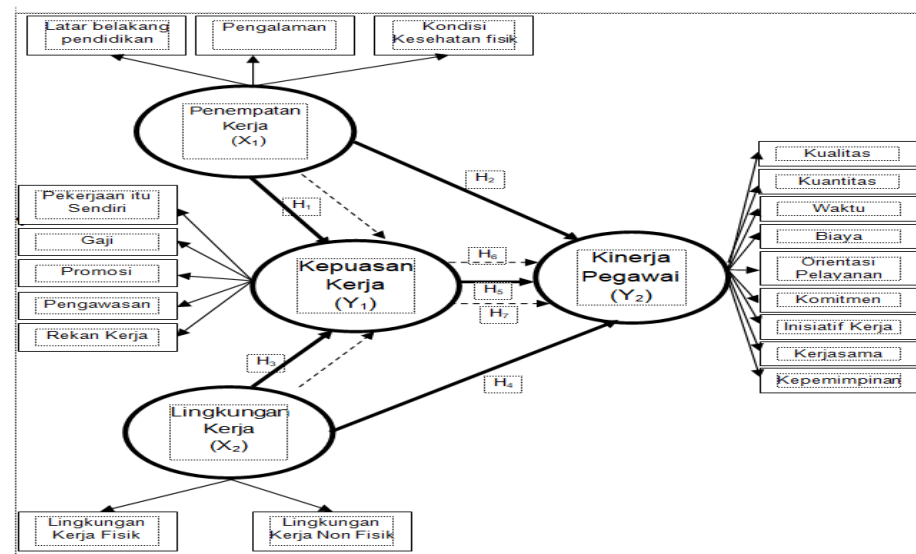 Latar belakang
pendidikan
Pengalaman
Kondisi
Kesehatan fisik
Penempatan
Kerja
(X₁)
Kualitas
Kuantitas
Waktu
Biaya
Orientasi
Pelayanan
Komitmen
Inisiatif Kerja
Kerjasama
Kepemimpinan
H₂
H₁
Pekerjaan itu
Sendiri
Gaji
Promosi
Pengawasan
Rekan Kerja
Kepuasan
Kerja
(Y₁)
H₆
H₅
H₇
Kinerja
Pegawai
(Y₂)
H₃
H₄
Lingkungan
Kerja
(X₂)
Lingkungan
Kerja Fisik
Lingkungan
Kerja Non Fisik